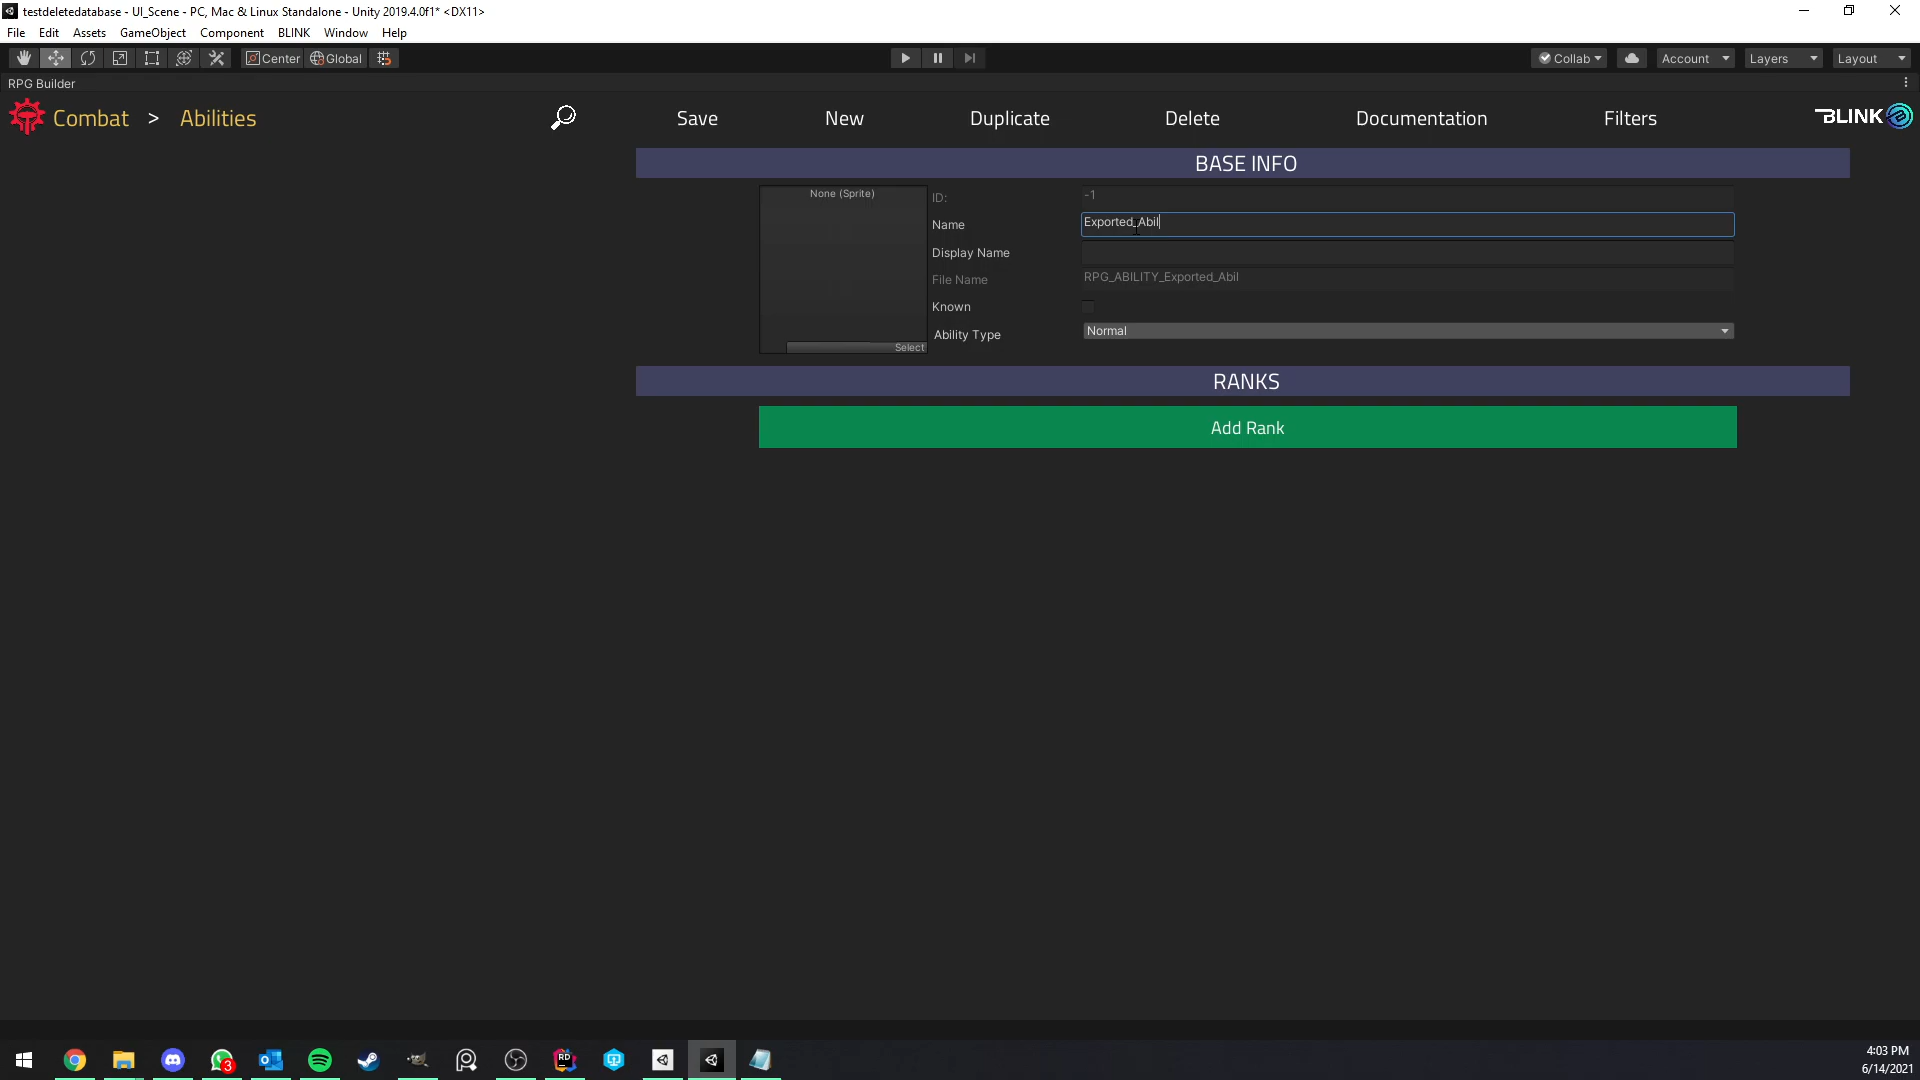 testdeletedatabase - UI_Scene - PC, Mac & Linux Standalone - Unity 2019.4.0f1* <DX11>
File Edit Assets GameObject Component BLINK Window Help
Center Global Collab Account Layers Layout
RPG Builder
Combat > Abilities Save New Duplicate Delete Documentation Filters BLINK
BASE INFO
None (Sprite)
Select
ID: -1
Name Exported_Abil
Display Name
File Name RPG_ABILITY_Exported_Abil
Known
Ability Type Normal
RANKS
Add Rank
3
RD
4:03 PM
6/14/2021